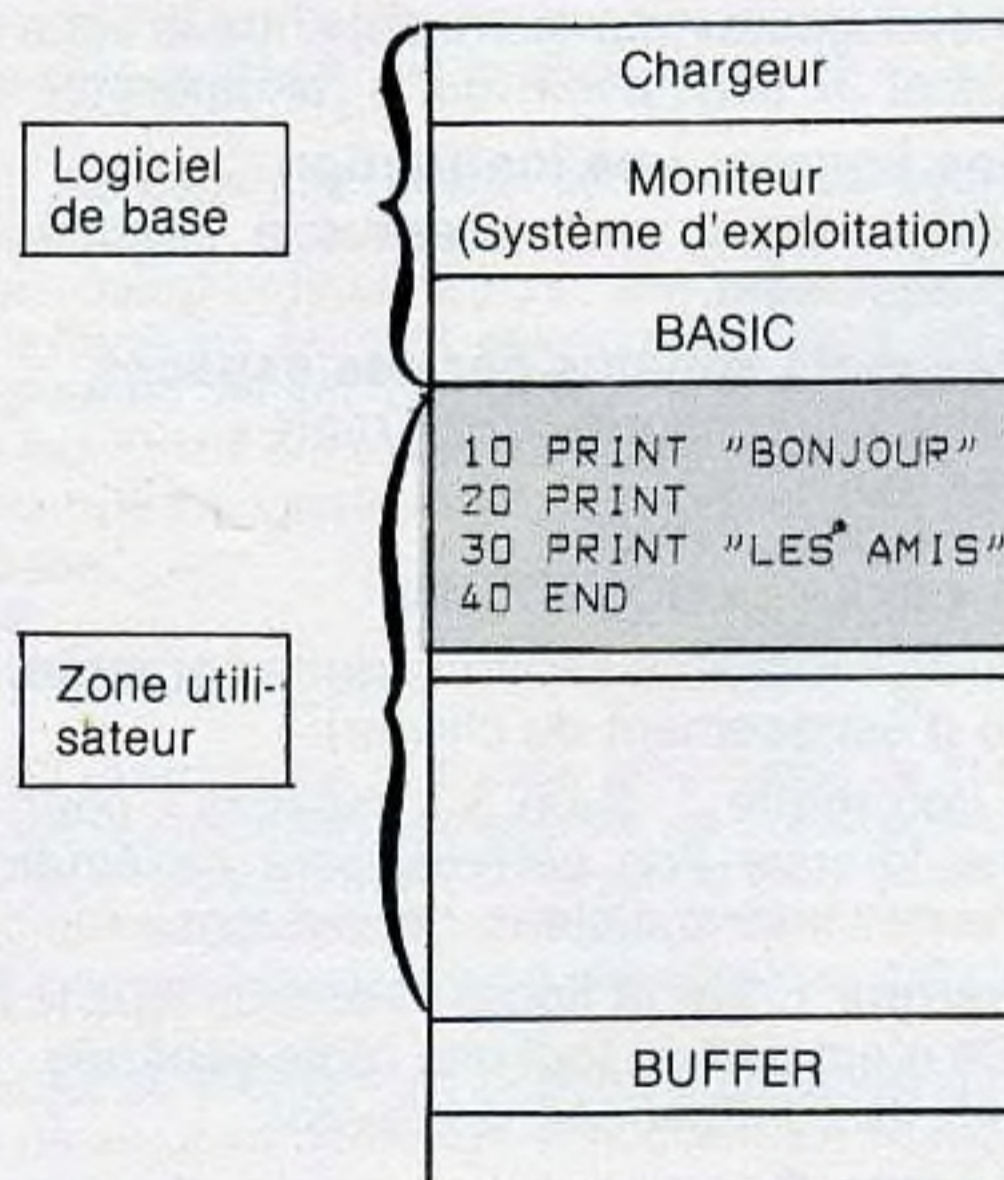 Chargeur
Logiciel
de base
Moniteur
(Système d'exploitation)
BASIC
10 PRINT "BONJOUR"
20 PRINT
30 PRINT "LES AMIS"
40 END
Zone utili-
sateur
BUFFER